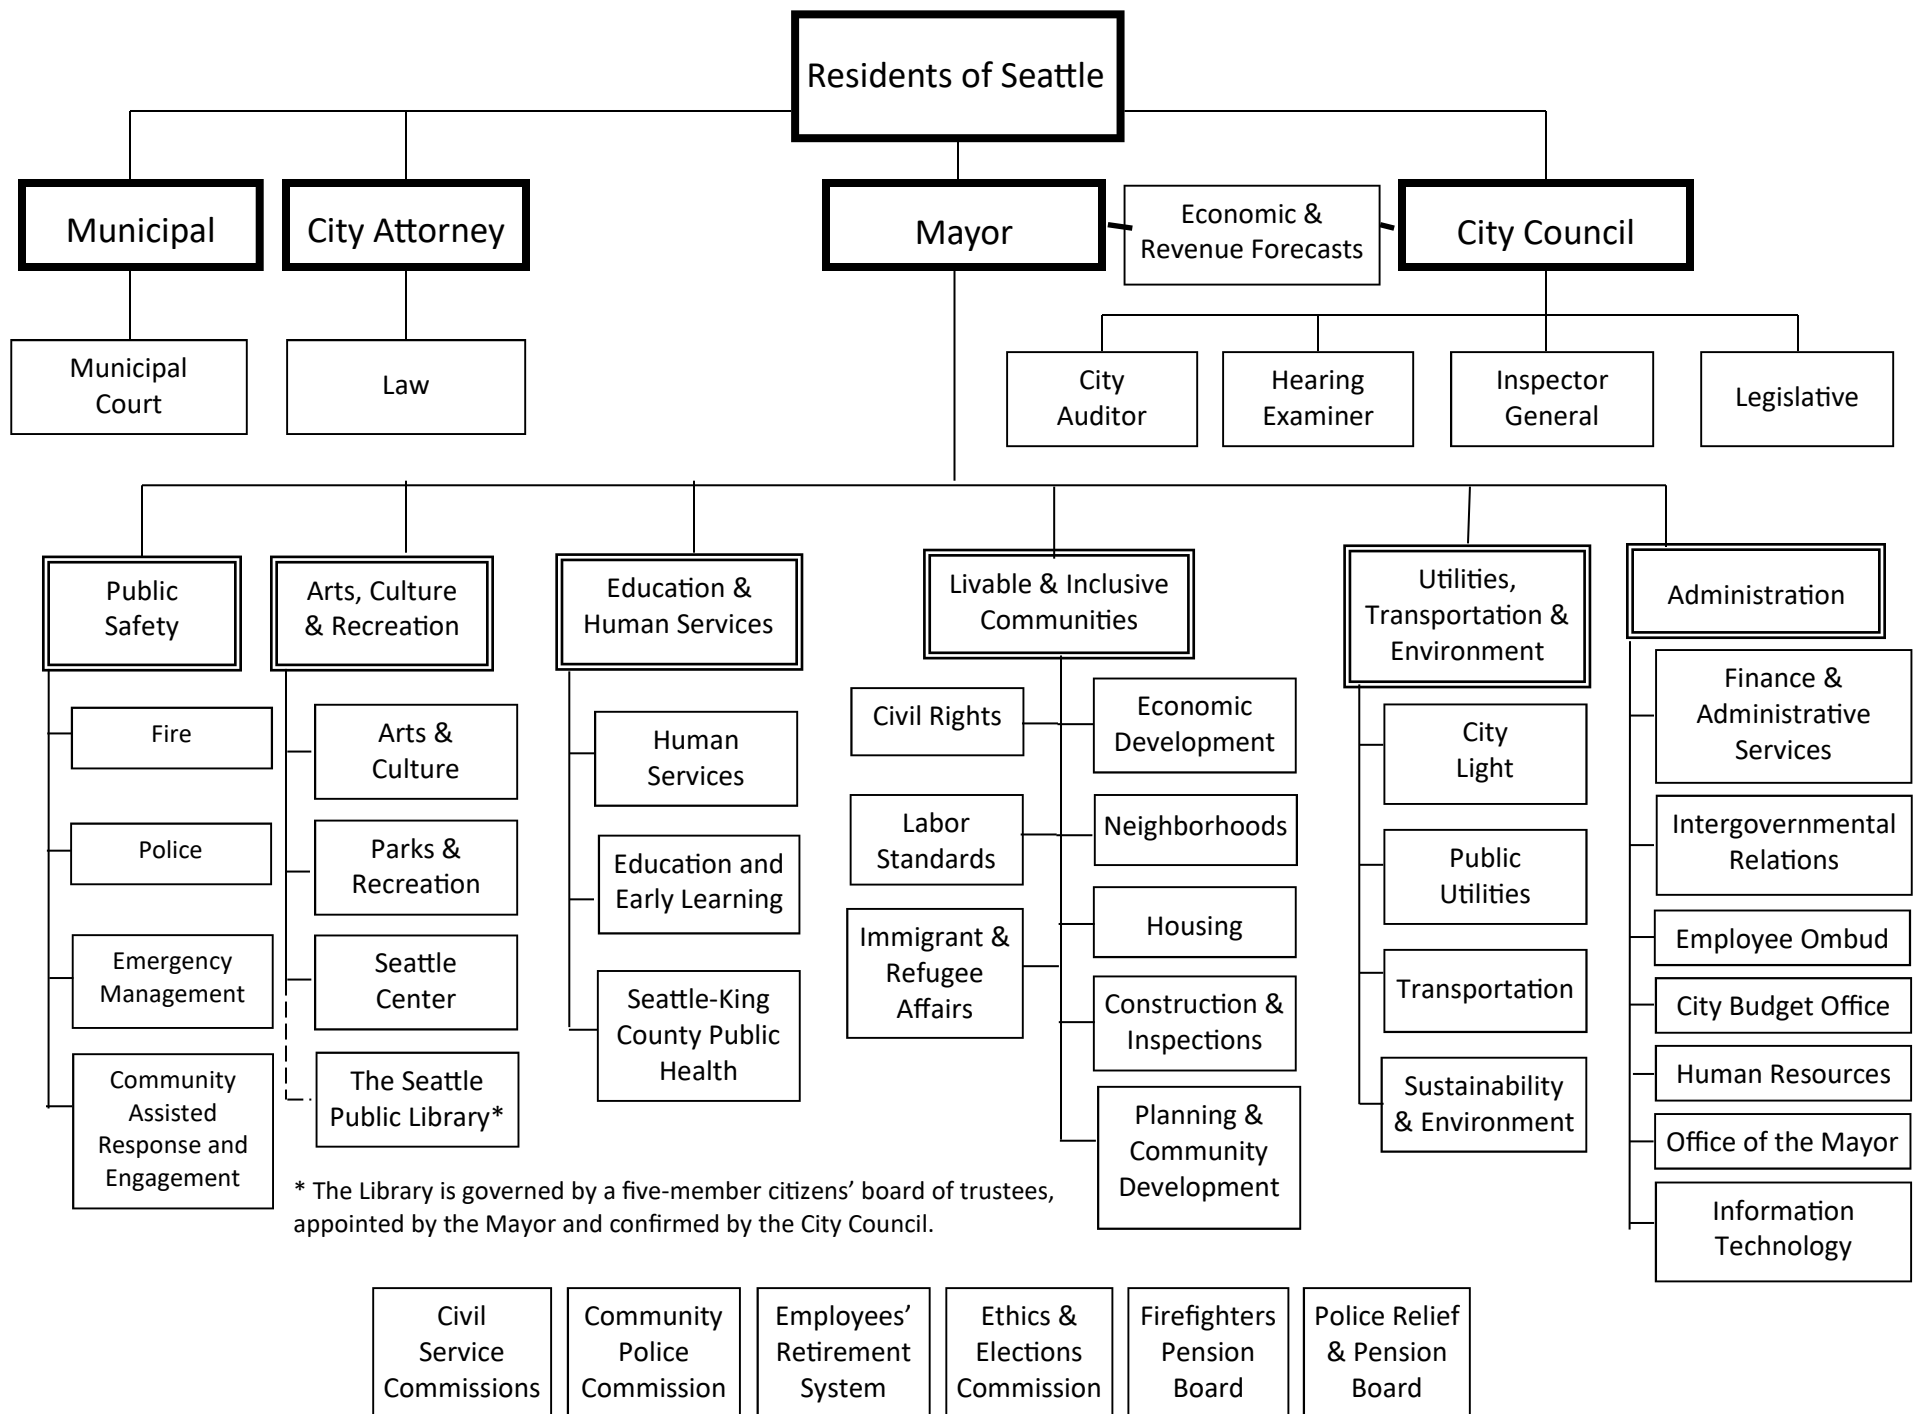 Residents of Seattle
Municipal
City Attorney
Mayor
Economic &
Revenue Forecasts
City Council
Municipal
Court
Law
City
Auditor
Hearing
Examiner
Inspector
General
Legislative
Public
Safety
Fire
Police
Emergency
Management
Community
Assisted
Response and
Engagement
Arts, Culture
& Recreation
Arts &
Culture
Parks &
Recreation
Seattle
Center
The Seattle
Public Library*
Education &
Human Services
Human
Services
Education and
Early Learning
Seattle-King
County Public
Health
Livable & Inclusive
Communities
Civil Rights
Labor
Standards
Immigrant &
Refugee
Affairs
Economic
Development
Neighborhoods
Housing
Construction &
Inspections
Planning &
Community
Development
Utilities,
Transportation &
Environment
City
Light
Public
Utilities
Transportation
Sustainability
& Environment
Administration
Finance &
Administrative
Services
Intergovernmental
Relations
Employee Ombud
City Budget Office
Human Resources
Office of the Mayor
Information
Technology
* The Library is governed by a five-member citizens’ board of trustees,
appointed by the Mayor and confirmed by the City Council.
Civil
Service
Commissions
Community
Police
Commission
Employees’
Retirement
System
Ethics &
Elections
Commission
Firefighters
Pension
Board
Police Relief
& Pension
Board